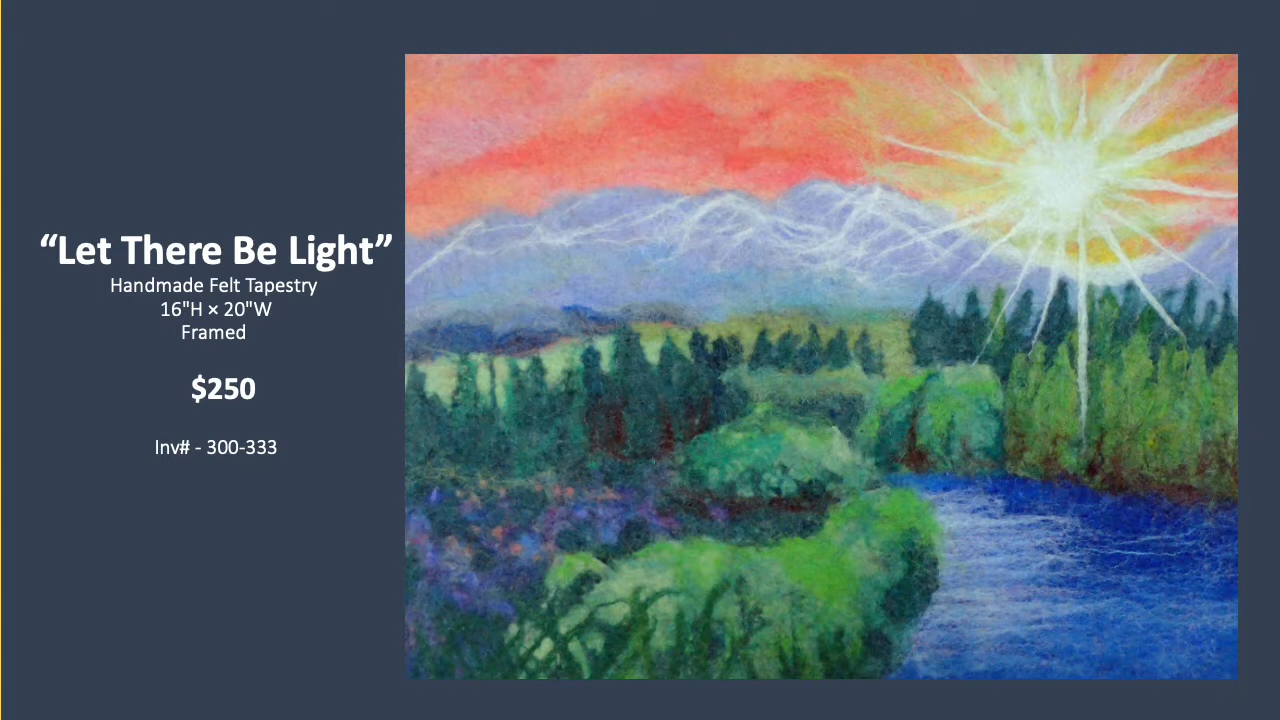 “Let There Be Light”
Handmade Felt Tapestry
16"H × 20"W
Framed
$250
Inv# - 300-333